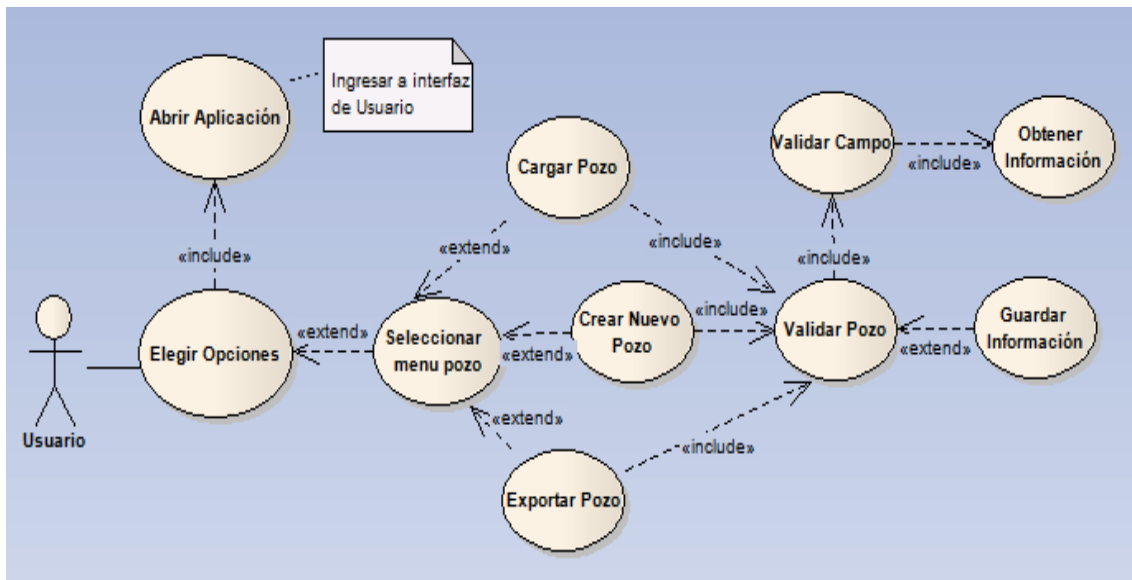 Ingresar a interfaz
de Usuario
Abrir Aplicación
Validar Campo
Obtener
Información
«include»
Cargar Pozo
«include»
«extend»
«include»
«include»
Elegir Opciones
«extend»
Seleccionar
menu pozo
«extend»
Crear Nuevo
Pozo
«include»
Validar Pozo
«extend»
Guardar
Información
Usuario
«extend»
«include»
Exportar Pozo